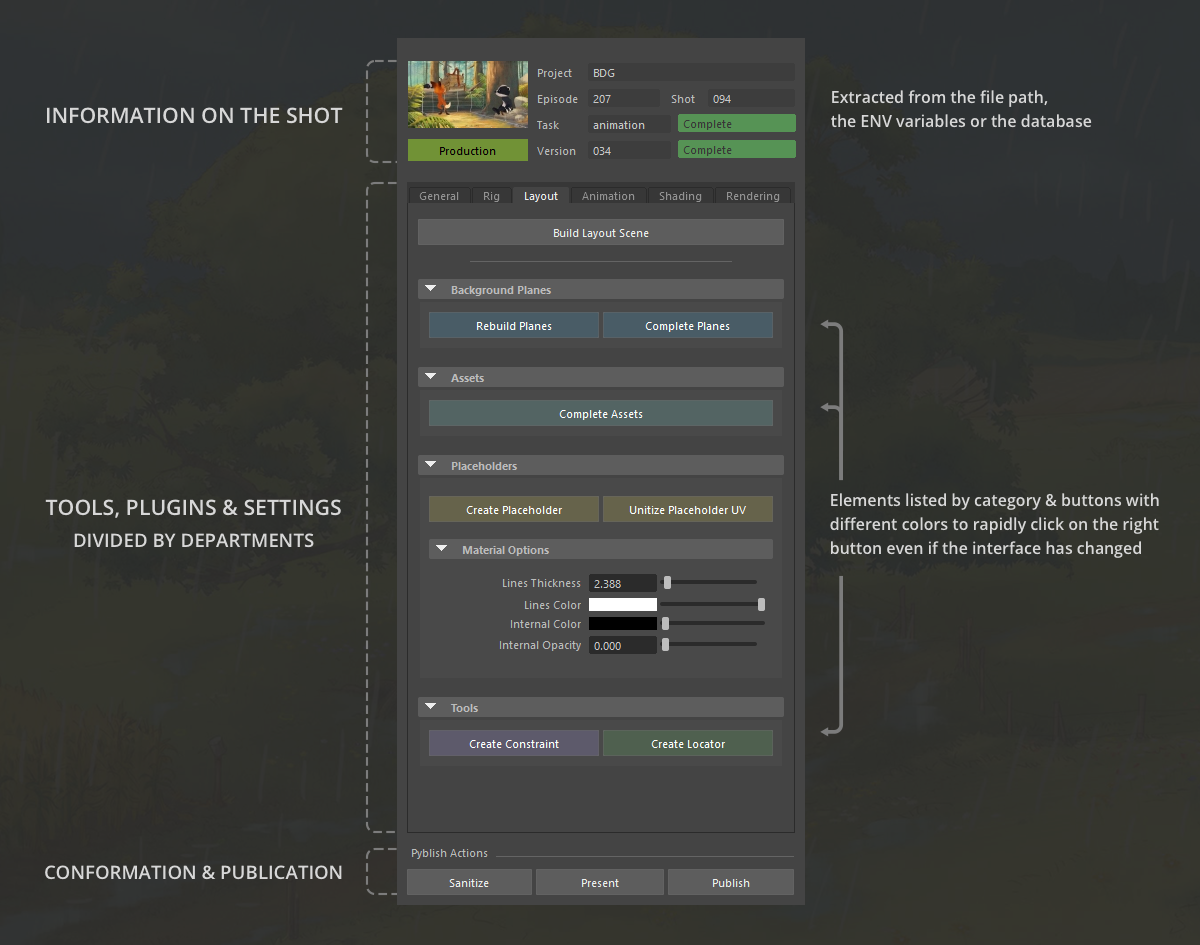 INFORMATION ON THE SHOT
Project BDG
Episode 207 Shot 094
Task animation Complete
Production Version 034 Complete
Extracted from the file path,
the ENV variables or the database
General Rig Layout Animation Shading Rendering
Build Layout Scene
Background Planes
Rebuild Planes Complete Planes
Assets
Complete Assets
Placeholders
Create Placeholder Unitize Placeholder UV
Material Options
Lines Thickness 2.388
Lines Color
Internal Color
Internal Opacity 0.000
Tools
Create Constraint Create Locator
TOOLS, PLUGINS & SETTINGS
DIVIDED BY DEPARTMENTS
Elements listed by category & buttons with
different colors to rapidly click on the right
button even if the interface has changed
CONFORMATION & PUBLICATION
Pyblish Actions
Sanitize Present Publish